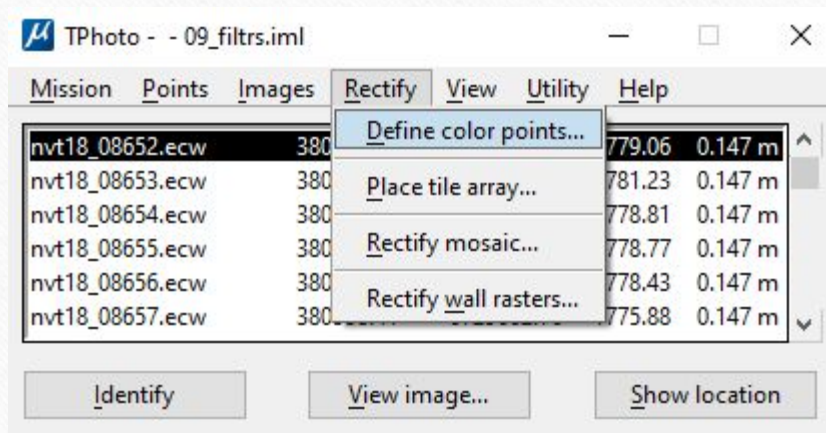 TPhoto - - 09_filtrs.iml
Mission Points Images Rectify View Utility Help
Define color points...
Place tile array...
Rectify mosaic...
Rectify wall rasters...
nvt18_08652.ecw 380 779.06 0.147 m
nvt18_08653.ecw 380 781.23 0.147 m
nvt18_08654.ecw 380 778.81 0.147 m
nvt18_08655.ecw 380 778.77 0.147 m
nvt18_08656.ecw 380 778.43 0.147 m
nvt18_08657.ecw 380 775.88 0.147 m
Identify View image... Show location